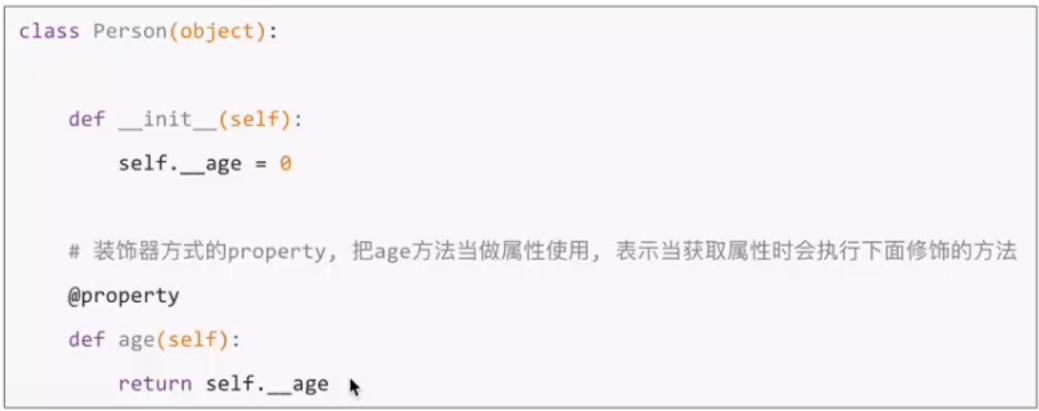 class Person(object):
    def __init__(self):
        self.__age = 0
    # 装饰器方式的property, 把age方法当做属性使用, 表示当获取属性时会执行下面修饰的方法
    @property
    def age(self):
        return self.__age